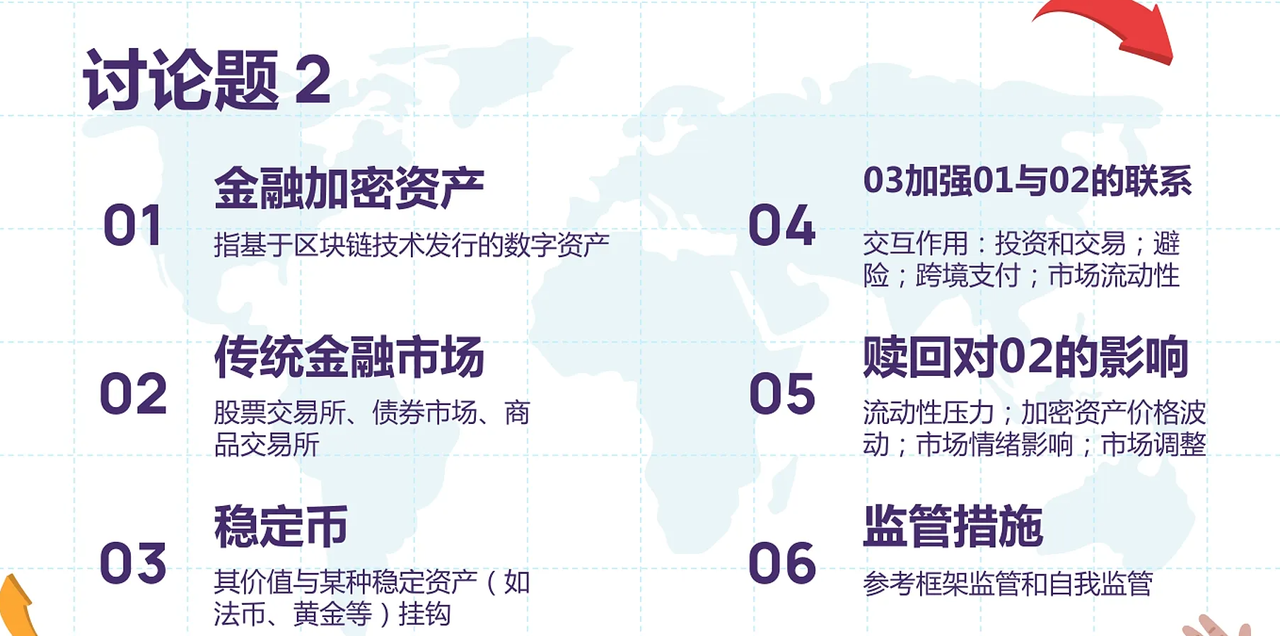 讨论题 2
01
金融加密资产
指基于区块链技术发行的数字资产
02
传统金融市场
股票交易所、债券市场、商
品交易所
03
稳定币
其价值与某种稳定资产（如
法币、黄金等）挂钩
04
03加强01与02的联系
交互作用：投资和交易；避
险；跨境支付；市场流动性
05
赎回对02的影响
流动性压力；加密资产价格波
动；市场情绪影响；市场调整
06
监管措施
参考框架监管和自我监管